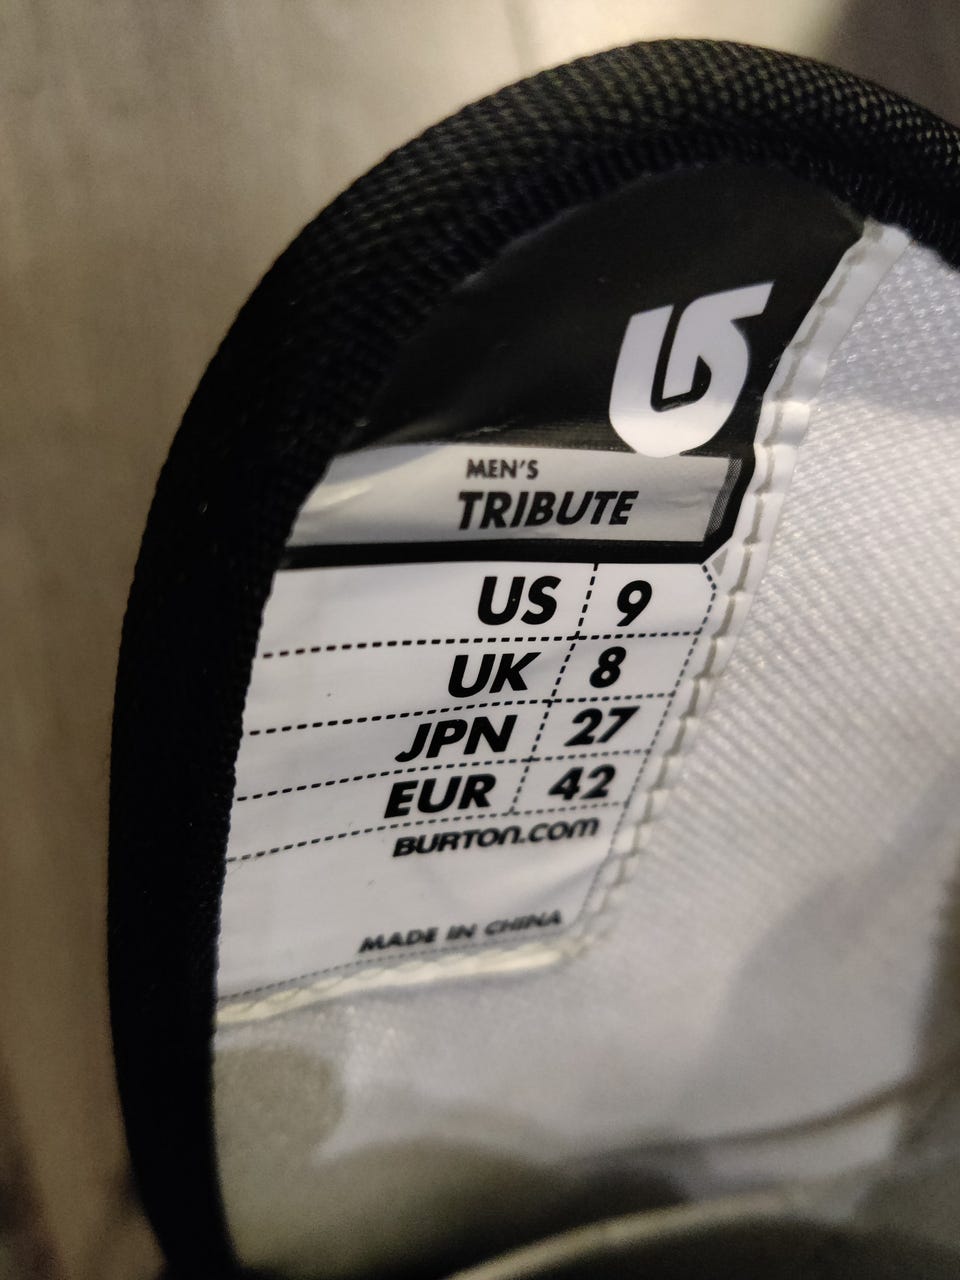 MEN'S
TRIBUTE
US 9
UK 8
JPN 27
EUR 42
BURTON.COM
MADE IN CHINA